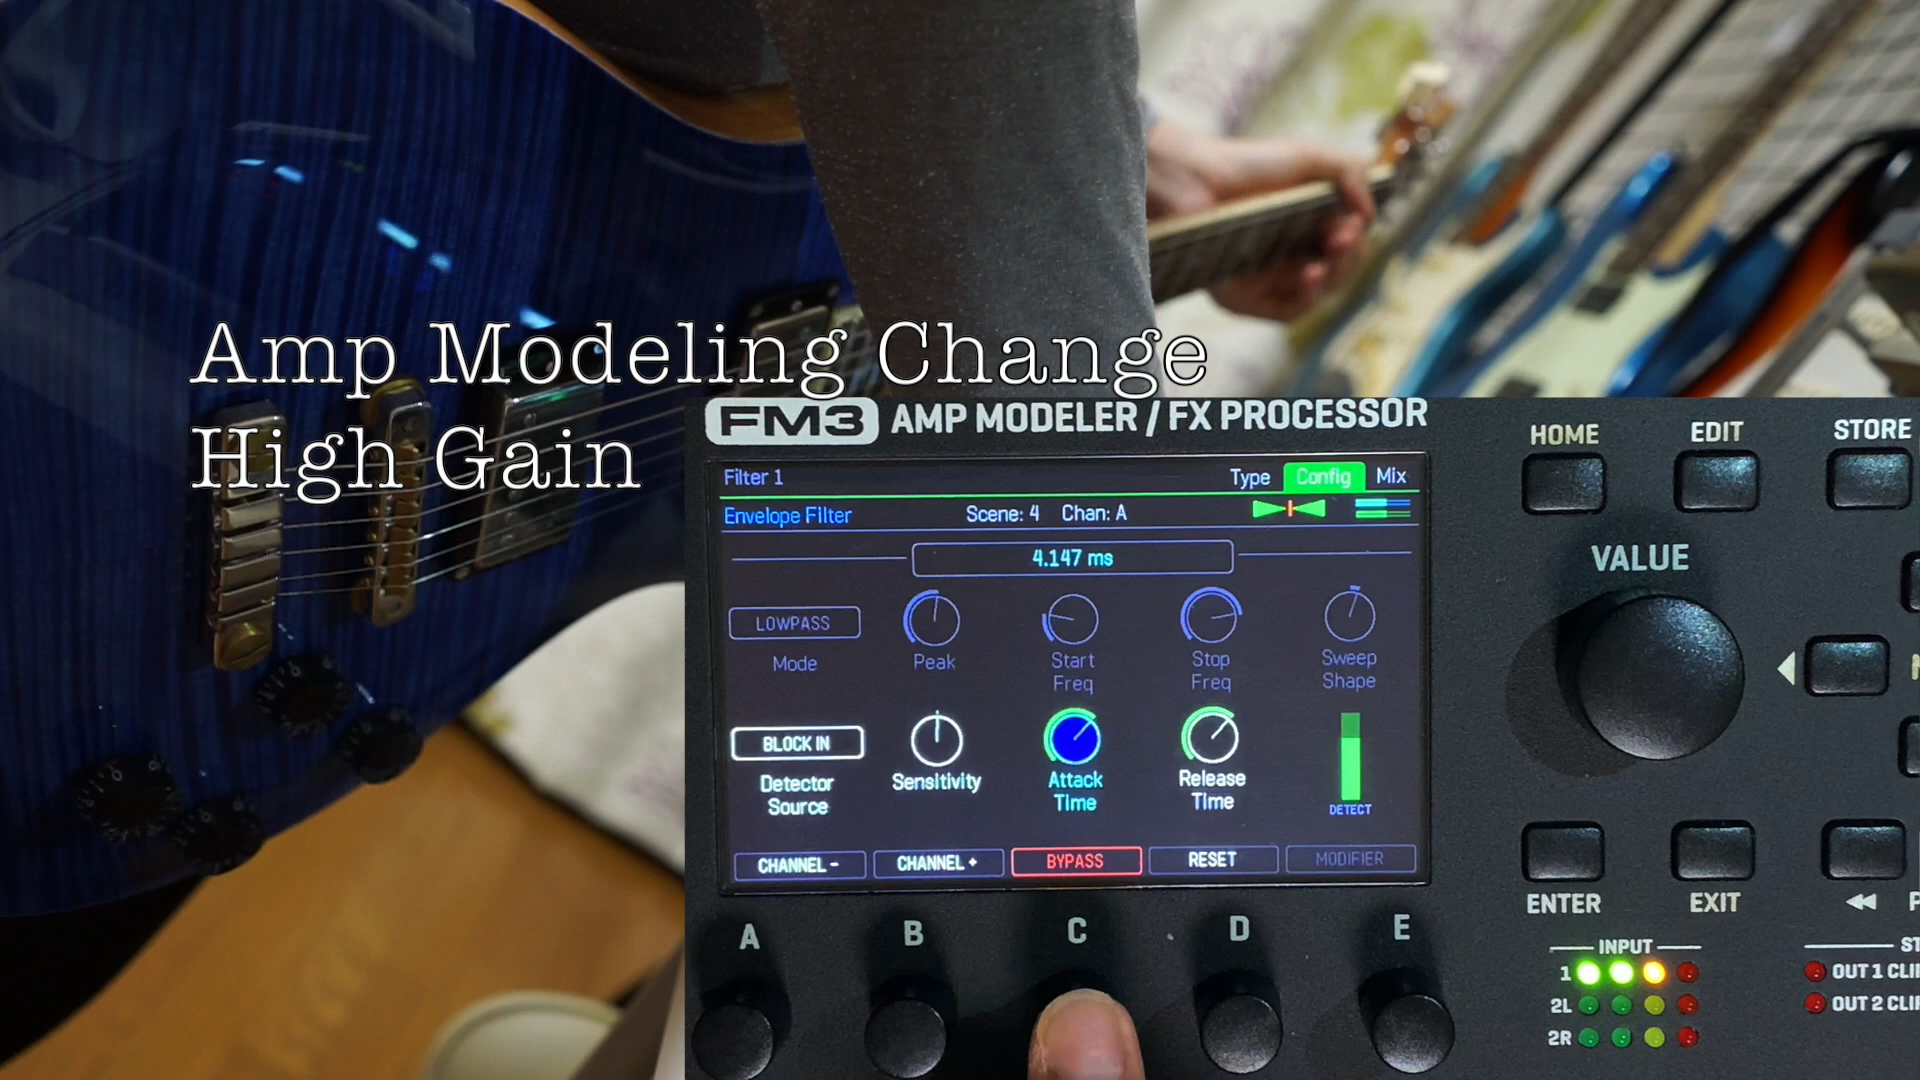 Amp Modeling Change
High Gain
FM3 AMP MODELER / FX PROCESSOR
HOME EDIT STORE
Filter 1 Type Config Mix
Envelope Filter Scene: 4 Chan: A
4.147 ms
VALUE
LOWPASS
Mode Peak Start Freq Stop Freq Sweep Shape
BLOCK IN
Detector Source Sensitivity Attack Time Release Time DETECT
CHANNEL - CHANNEL + BYPASS RESET MODIFIER
ENTER EXIT
A B C D E
INPUT
1 OUT 1 CLI
2L OUT 2 CLI
2R